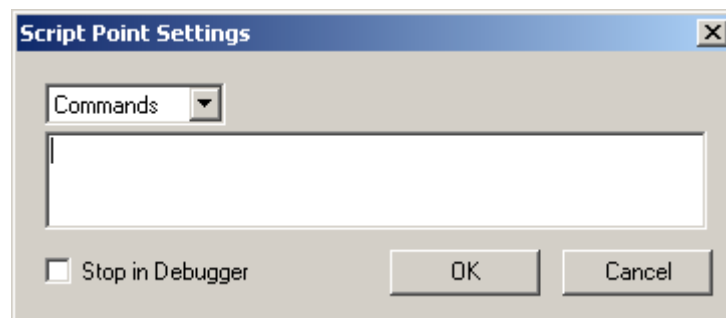 Script Point Settings
Commands
Stop in Debugger
OK
Cancel